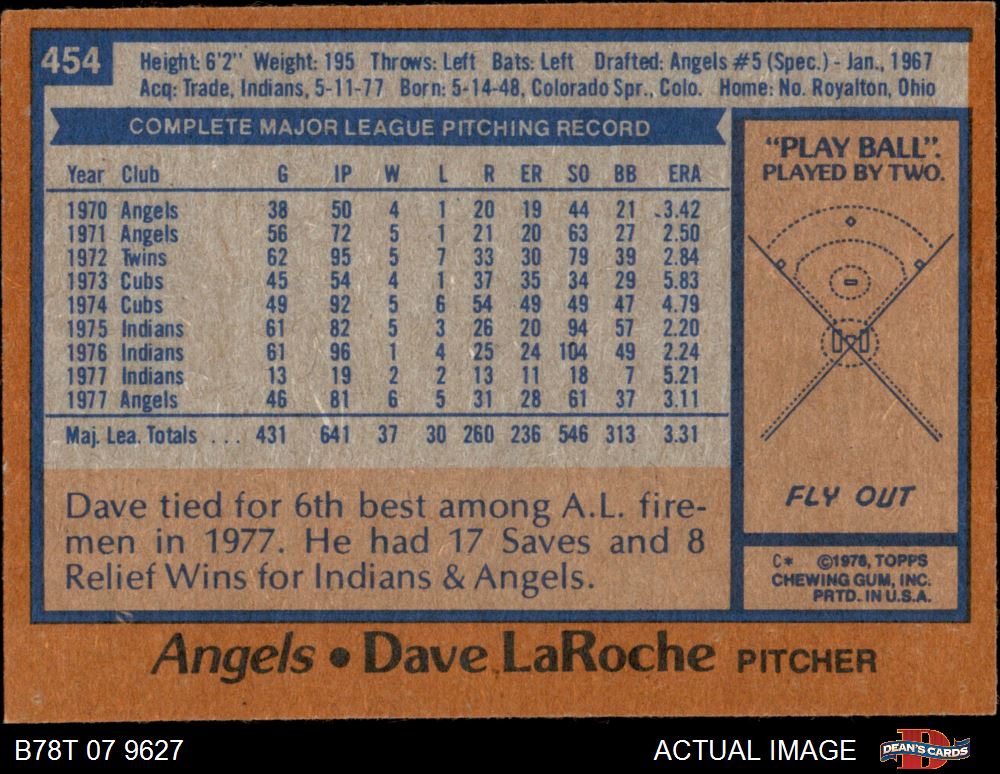 454
Height: 6'2" Weight: 195 Throws: Left Bats: Left Drafted: Angels #5 (Spec.) - Jan., 1967
Acq: Trade, Indians, 5-11-77 Born: 5-14-48, Colorado Spr., Colo. Home: No. Royalton, Ohio
COMPLETE MAJOR LEAGUE PITCHING RECORD
Year Club G IP W L R ER SO BB ERA
1970 Angels 38 50 4 1 20 19 44 21 3.42
1971 Angels 56 72 5 1 21 20 63 27 2.50
1972 Twins 62 95 5 7 33 30 79 39 2.84
1973 Cubs 45 54 4 1 37 35 34 29 5.83
1974 Cubs 49 92 5 6 54 49 49 47 4.79
1975 Indians 61 82 5 3 26 20 94 57 2.20
1976 Indians 61 96 1 4 25 24 104 49 2.24
1977 Indians 13 19 2 2 13 11 18 7 5.21
1977 Angels 46 81 6 5 31 28 61 37 3.11
Maj. Lea. Totals ... 431 641 37 30 260 236 546 313 3.31
Dave tied for 6th best among A.L. fire-
men in 1977. He had 17 Saves and 8
Relief Wins for Indians & Angels.
"PLAY BALL".
PLAYED BY TWO.
FLY OUT
C* ©1978, TOPPS
CHEWING GUM, INC.
PRTD. IN U.S.A.
Angels • Dave LaRoche PITCHER
B78T 07 9627 ACTUAL IMAGE
DEAN'S CARDS